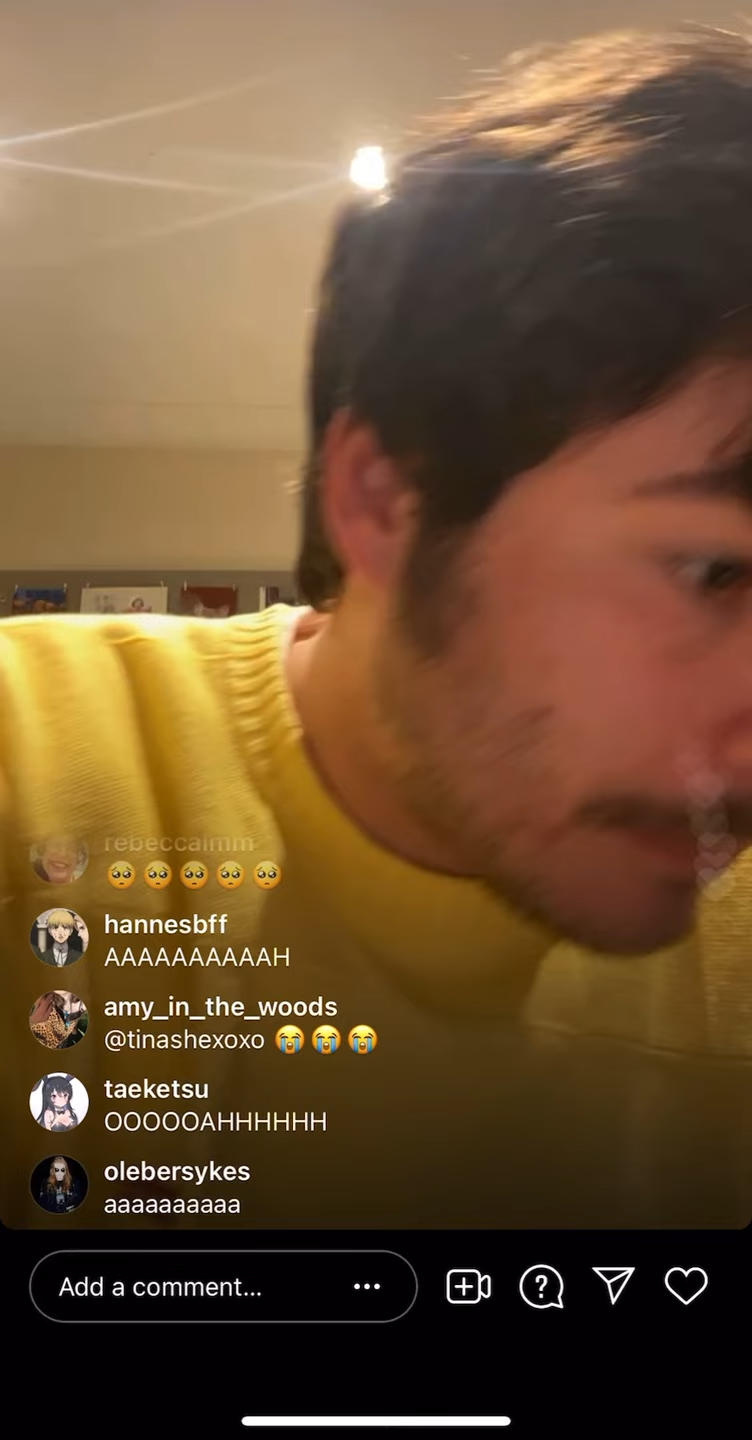 rebeccalmm
🥺 🥺 🥺 🥺 🥺
hannesbff
AAAAAAAAAAH
amy_in_the_woods
@tinashexoxo 😭 😭 😭
taeketsu
OOOOOAHHHHHH
olebersykes
aaaaaaaaaa
Add a comment...